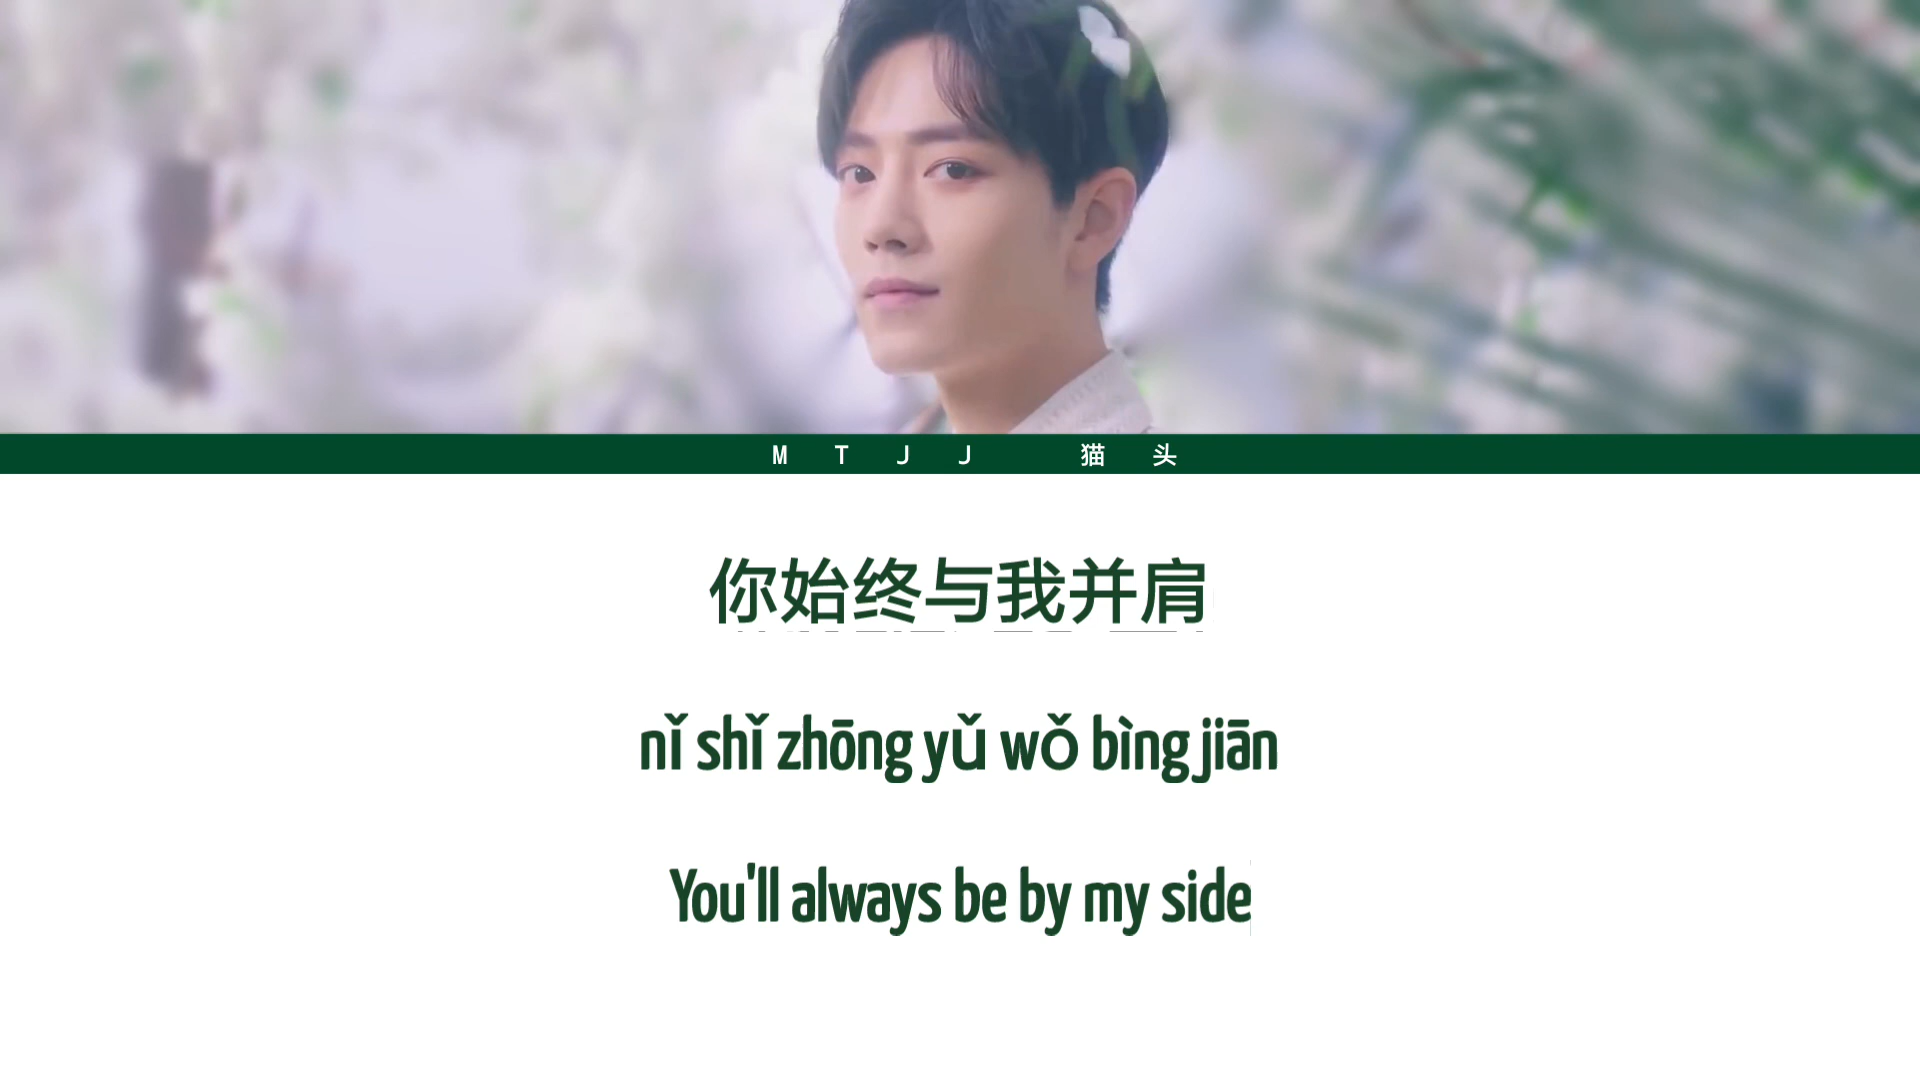 MTJJ 猫头
你始终与我并肩
nǐ shǐ zhōng yǔ wǒ bìng jiān
You'll always be by my side